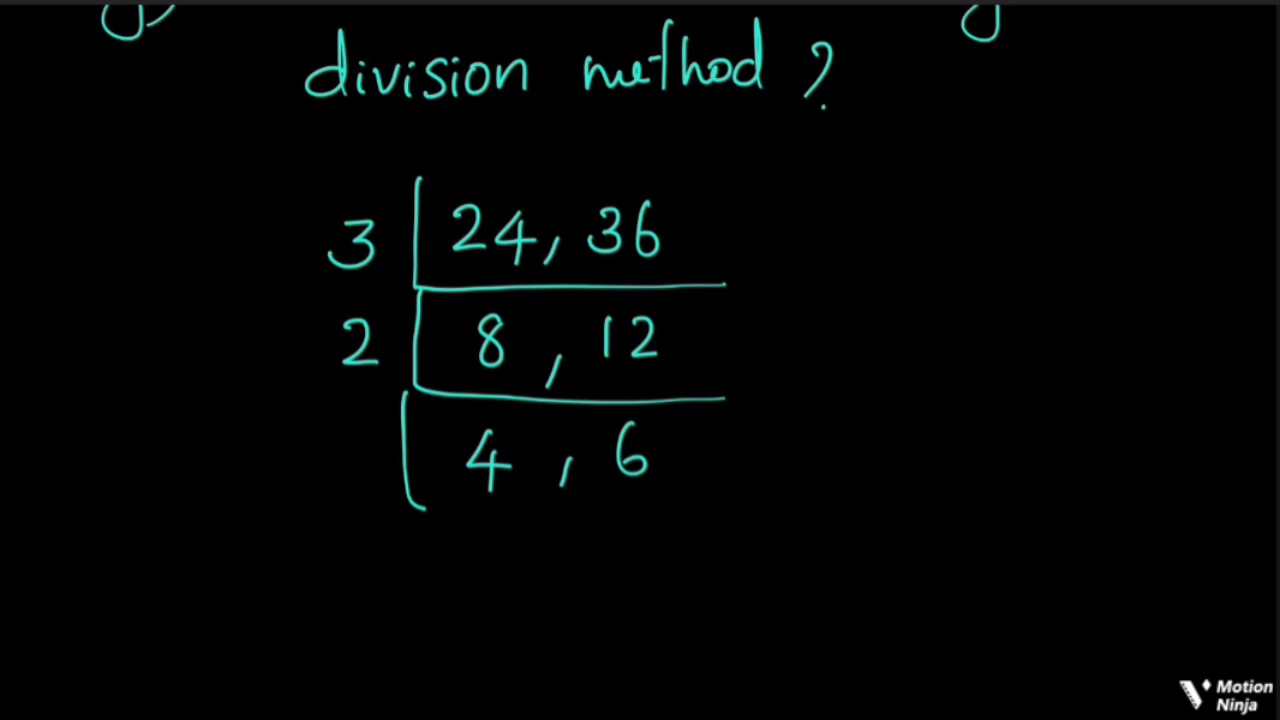 division method ?
3 24, 36
2 8, 12
4, 6
Motion
Ninja